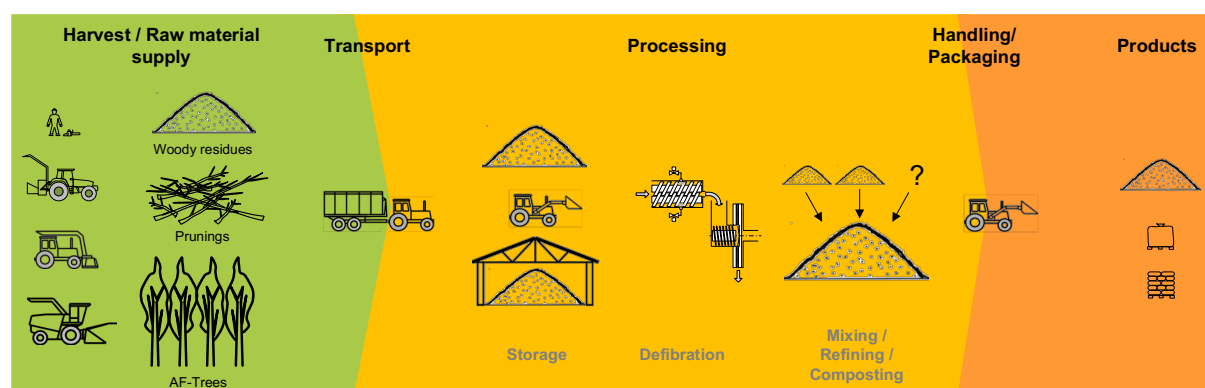 Harvest / Raw material
supply
Transport
Processing
Handling/
Packaging
Products
Woody residues
Prunings
AF-Trees
?
Storage
Defibration
Mixing /
Refining /
Composting